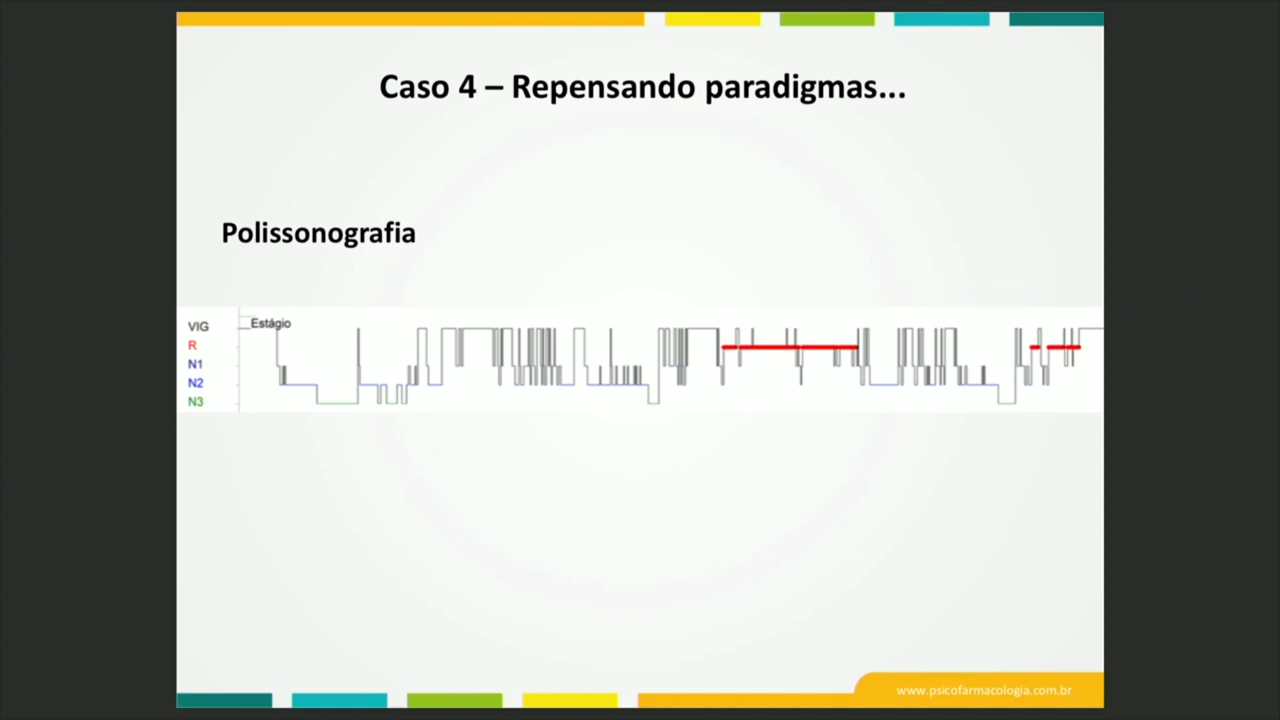 Caso 4 – Repensando paradigmas...
Polissonografia
Estágio
VIG
R
N1
N2
N3
www.psicofarmacologia.com.br